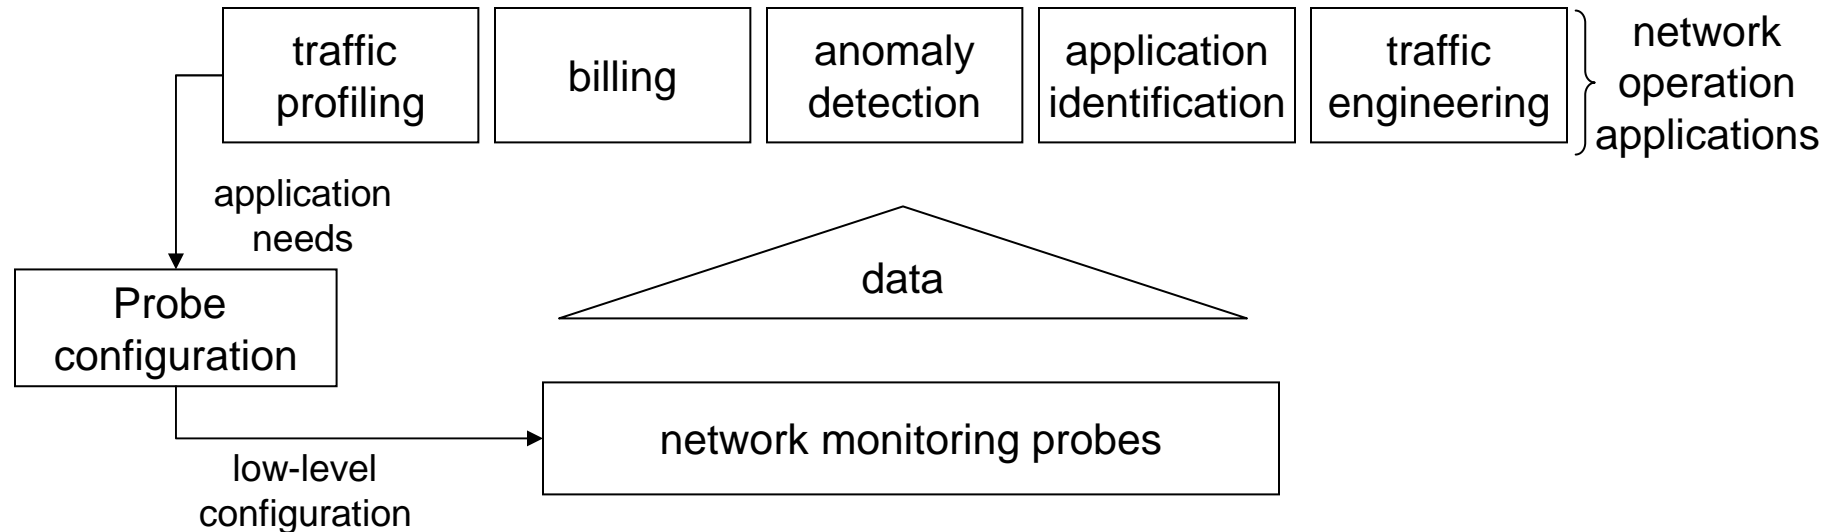 traffic
profiling
billing
anomaly
detection
application
identification
traffic
engineering
network
operation
applications
application
needs
data
Probe
configuration
network monitoring probes
low-level
configuration